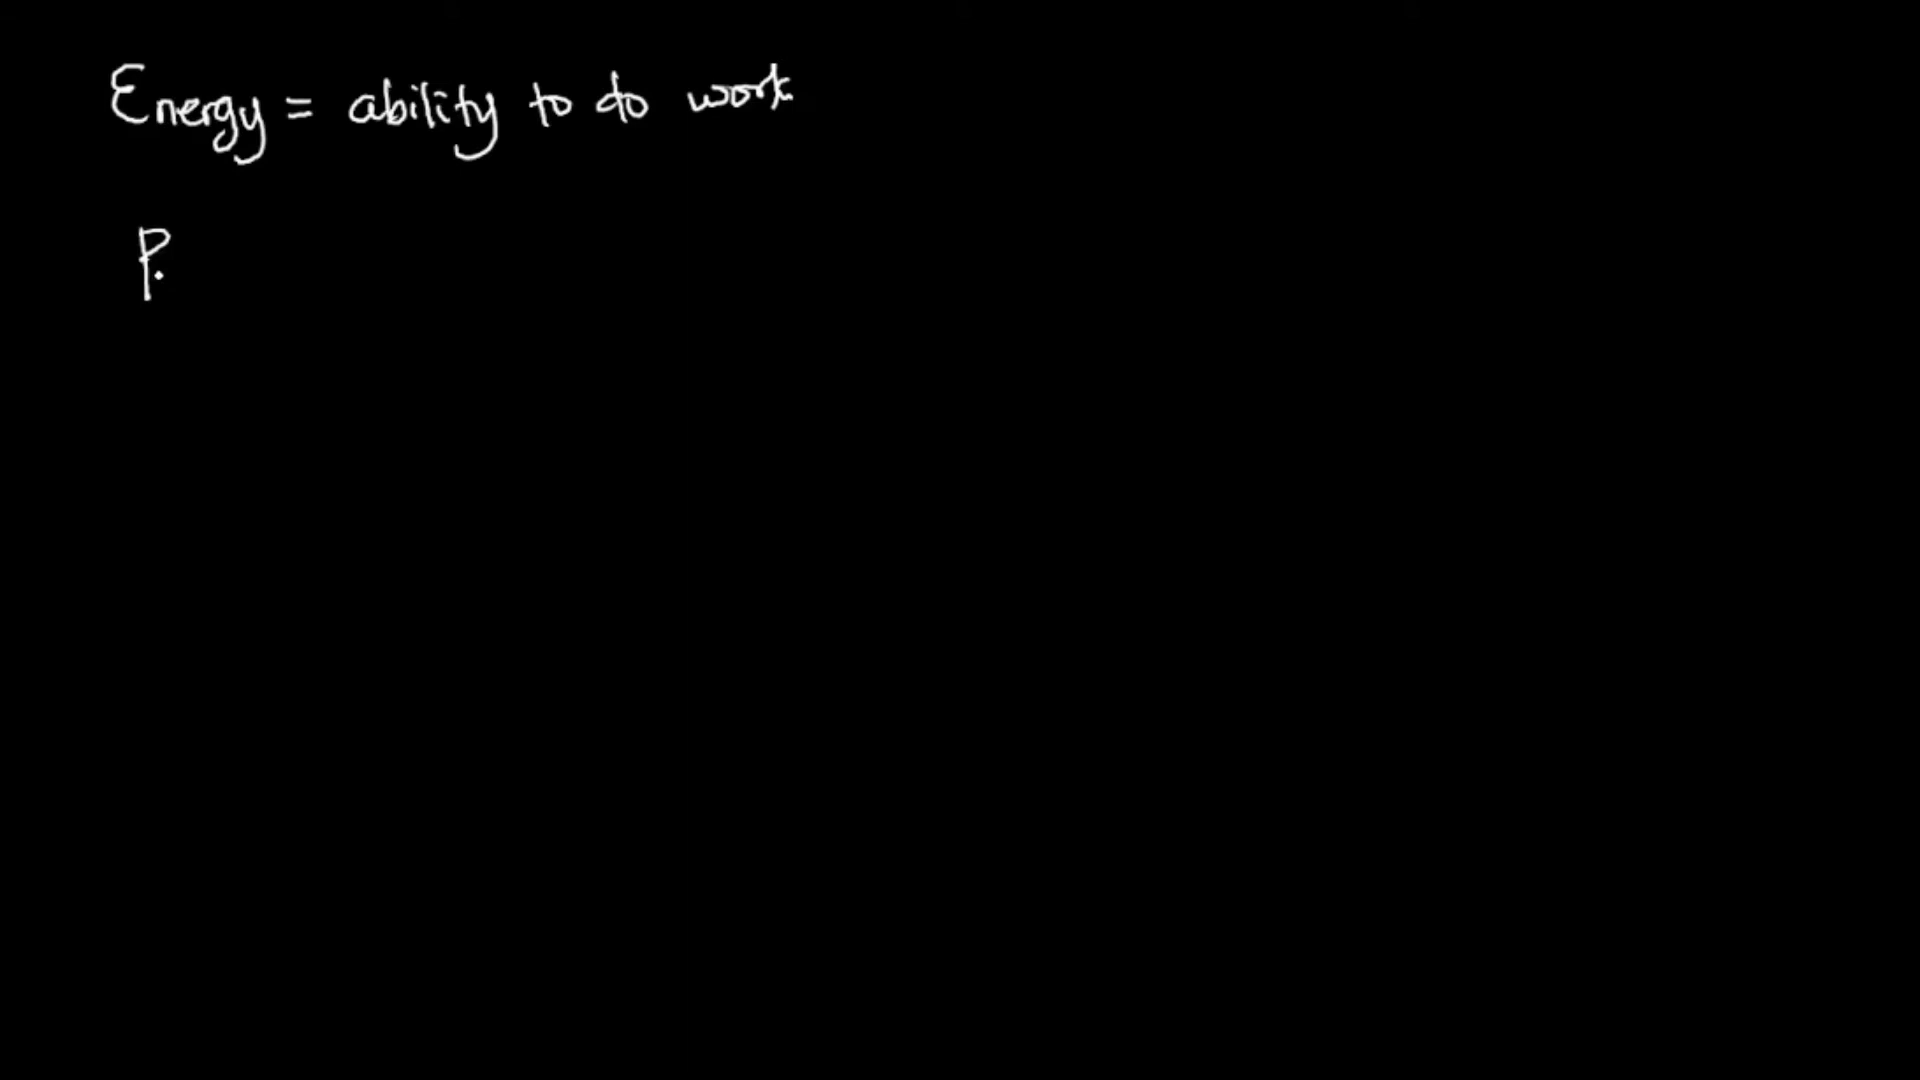 Energy = ability to do work
P.